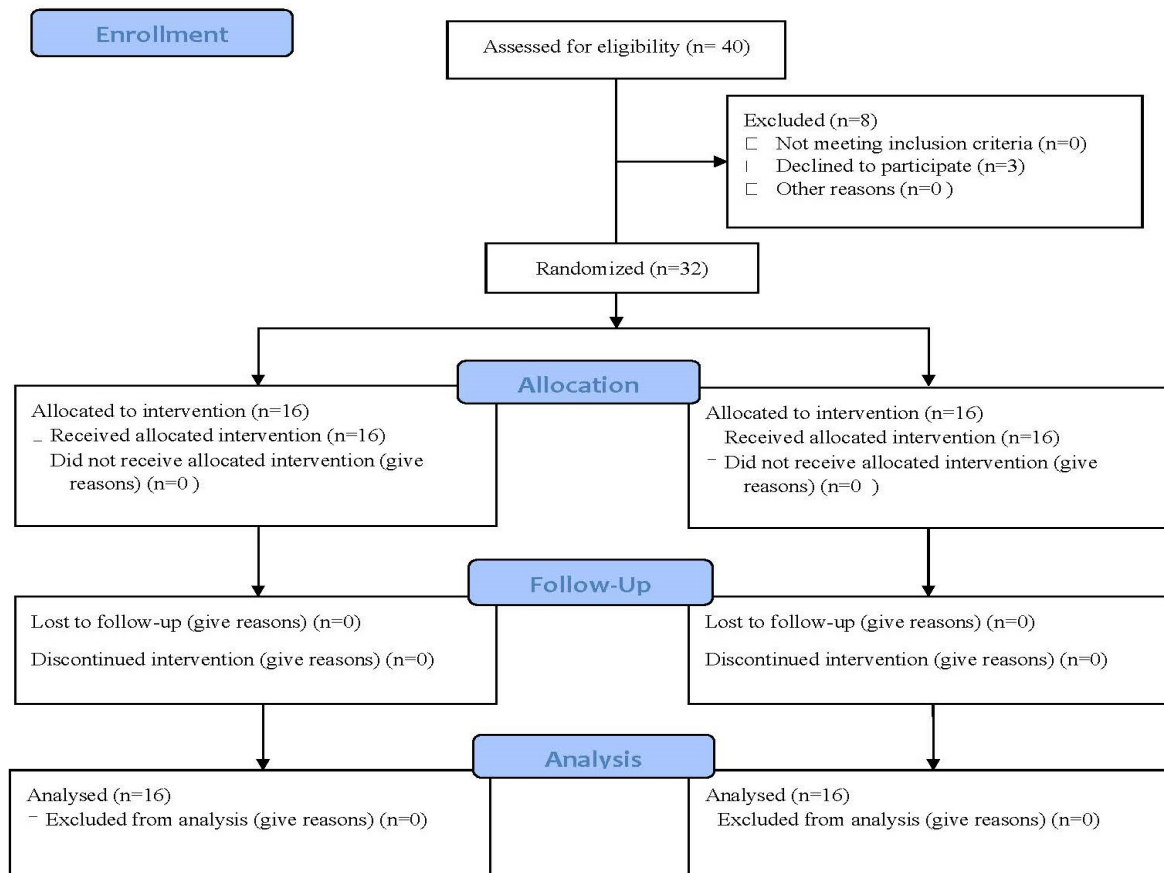 Enrollment
Assessed for eligibility (n= 40)
Excluded (n=8)
Not meeting inclusion criteria (n=0)
Declined to participate (n=3)
Other reasons (n=0 )
Randomized (n=32)
Allocation
Allocated to intervention (n=16)
Received allocated intervention (n=16)
Did not receive allocated intervention (give
reasons) (n=0 )
Allocated to intervention (n=16)
Received allocated intervention (n=16)
Did not receive allocated intervention (give
reasons) (n=0 )
Follow-Up
Lost to follow-up (give reasons) (n=0)
Discontinued intervention (give reasons) (n=0)
Lost to follow-up (give reasons) (n=0)
Discontinued intervention (give reasons) (n=0)
Analysis
Analysed (n=16)
Excluded from analysis (give reasons) (n=0)
Analysed (n=16)
Excluded from analysis (give reasons) (n=0)